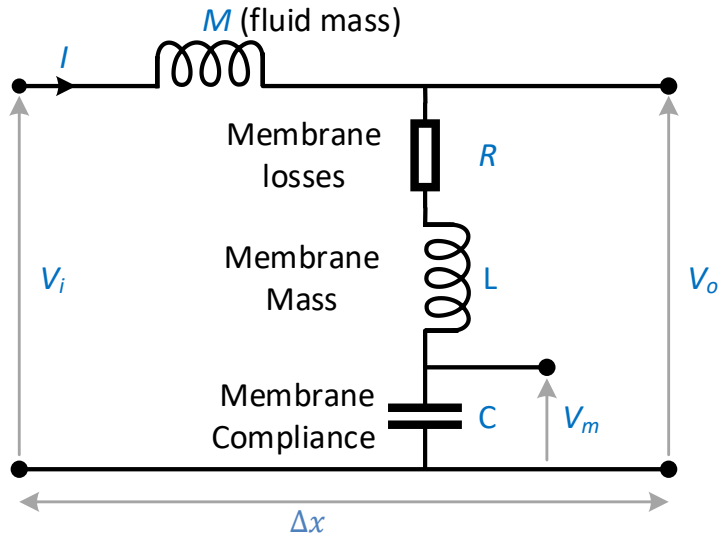 M (fluid mass)
I
Membrane
losses
R
Membrane
Mass
L
Vi
Vo
Membrane
Compliance
C
Vm
Δx